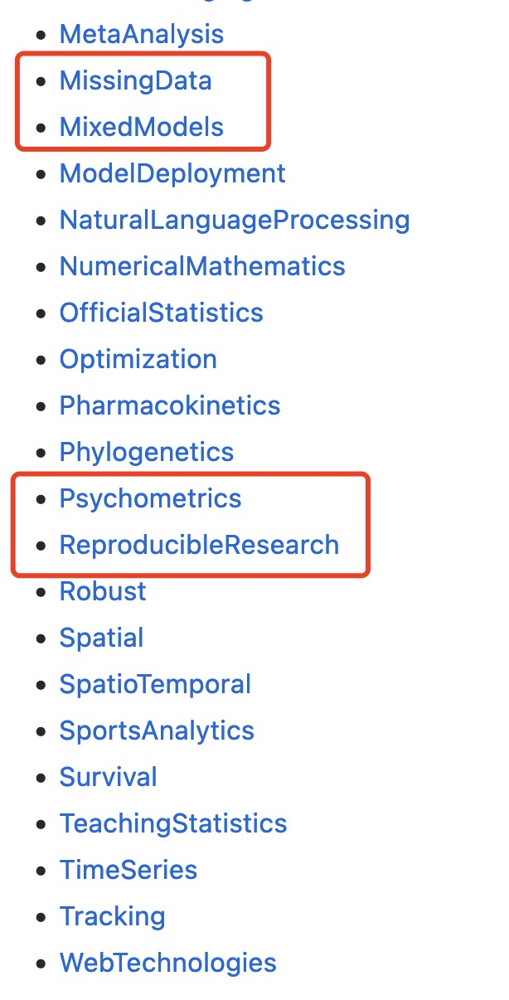 MetaAnalysis
MissingData
MixedModels
ModelDeployment
NaturalLanguageProcessing
NumericalMathematics
OfficialStatistics
Optimization
Pharmacokinetics
Phylogenetics
Psychometrics
ReproducibleResearch
Robust
Spatial
SpatioTemporal
SportsAnalytics
Survival
TeachingStatistics
TimeSeries
Tracking
WebTechnologies